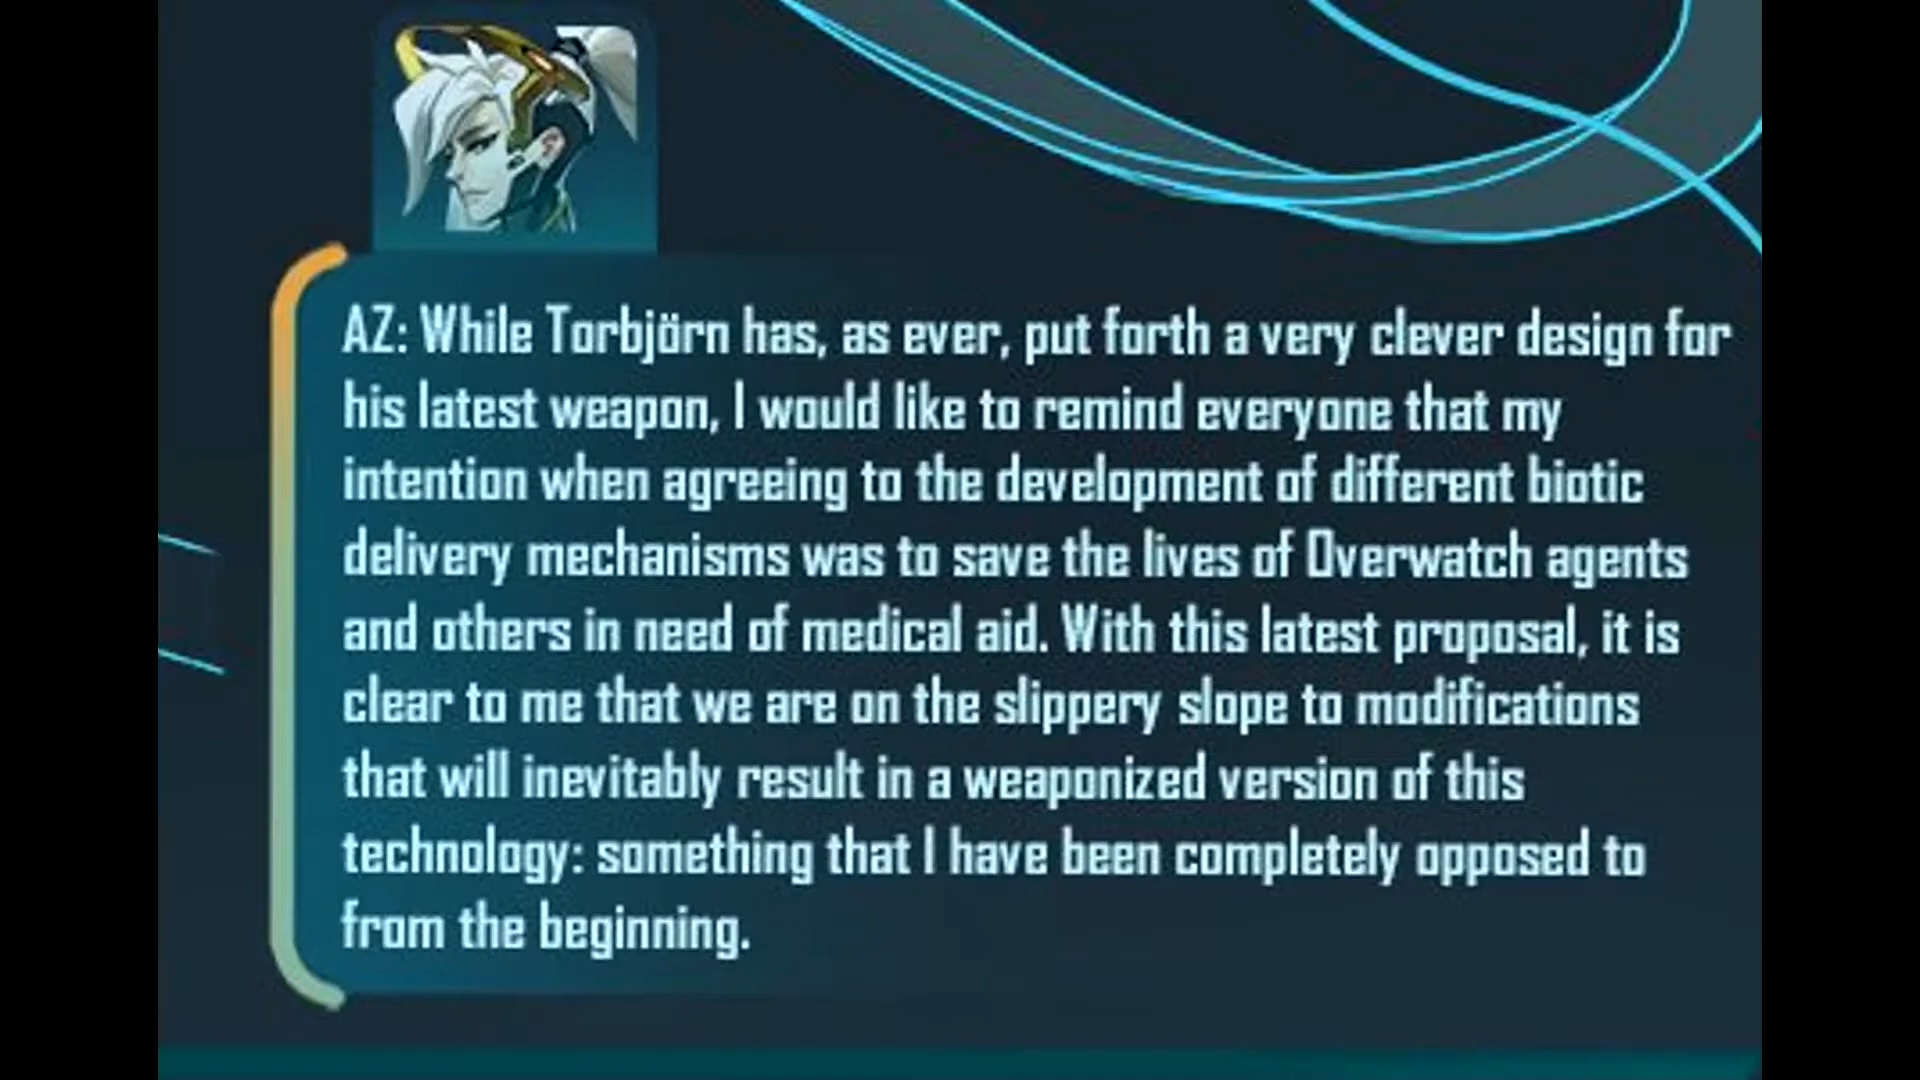 AZ: While Torbjörn has, as ever, put forth a very clever design for
his latest weapon, I would like to remind everyone that my
intention when agreeing to the development of different biotic
delivery mechanisms was to save the lives of Overwatch agents
and others in need of medical aid. With this latest proposal, it is
clear to me that we are on the slippery slope to modifications
that will inevitably result in a weaponized version of this
technology: something that I have been completely opposed to
from the beginning.